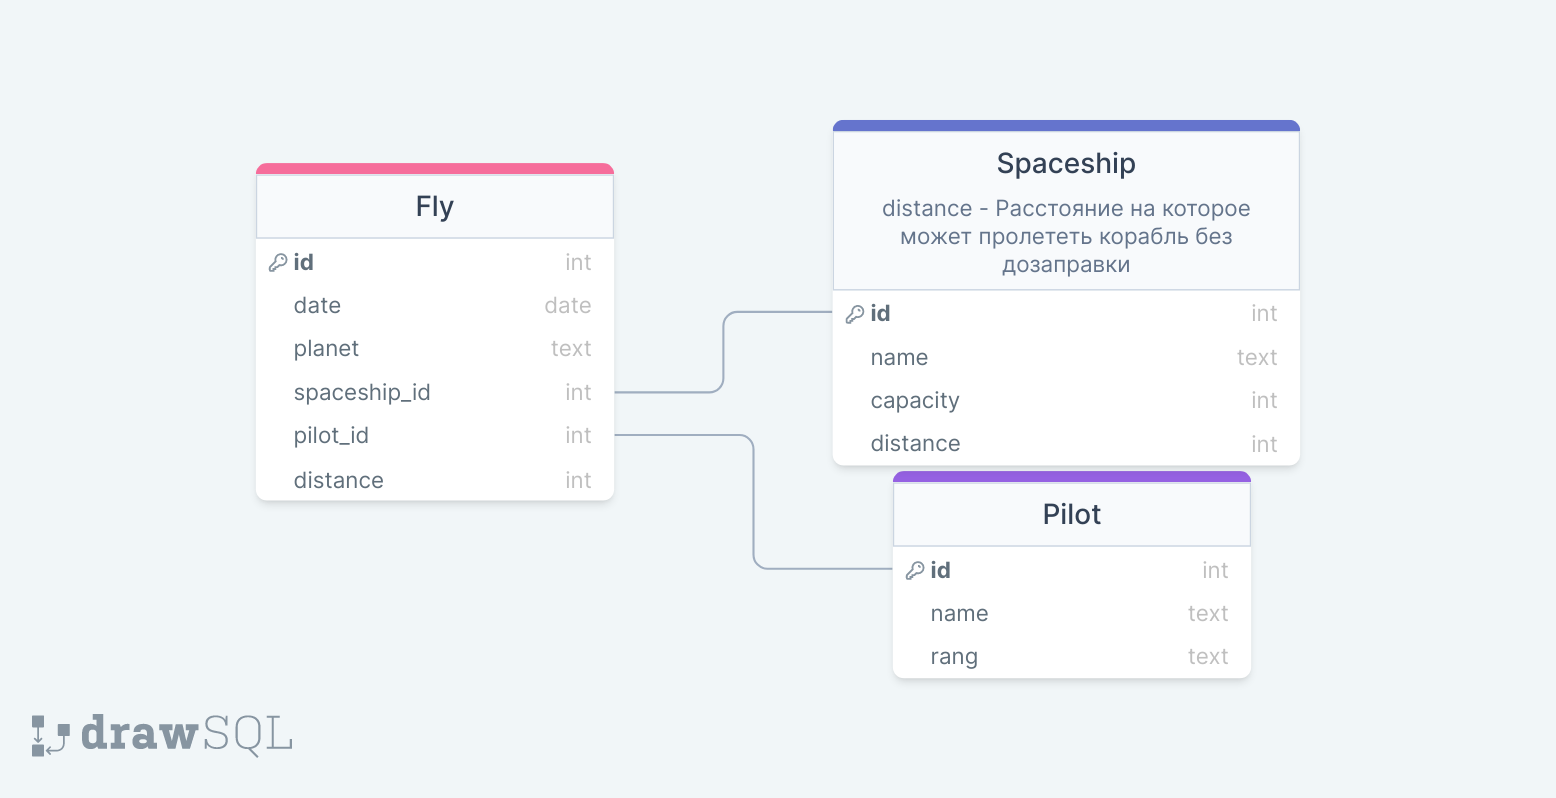 Fly
id int
date date
planet text
spaceship_id int
pilot_id int
distance int
Spaceship
distance - Расстояние на которое
может пролететь корабль без
дозаправки
id int
name text
capacity int
distance int
Pilot
id int
name text
rang text
drawSQL